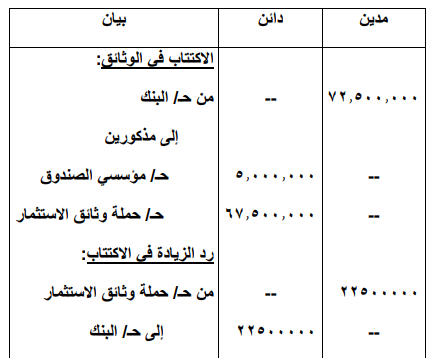 مدين دائن بيان
الاكتتاب في الوثائق:
٧٢,٥٠٠,٠٠٠ -- من حـ/ البنك
إلى مذكورين
-- ٥,٠٠٠,٠٠٠ حـ/ مؤسسي الصندوق
-- ٦٧,٥٠٠,٠٠٠ حـ/ حملة وثائق الاستثمار
رد الزيادة في الاكتتاب:
٢٢٥٠٠٠٠٠ -- من حـ/ حملة وثائق الاستثمار
-- ٢٢٥٠٠٠٠٠ إلى حـ/ البنك